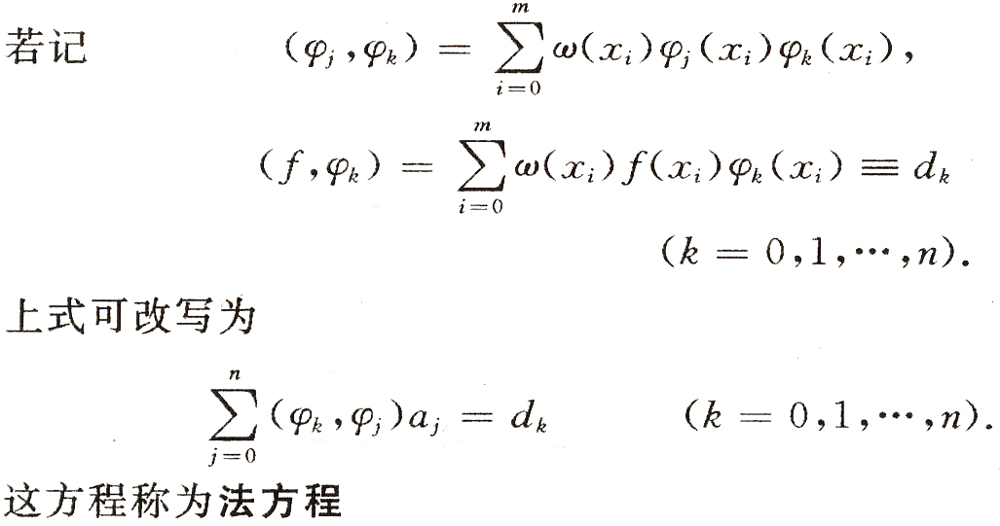 若记 $(\varphi_j,\varphi_k) = \sum_{i=0}^{m} \omega(x_i)\varphi_j(x_i)\varphi_k(x_i),$
$(f,\varphi_k) = \sum_{i=0}^{m} \omega(x_i)f(x_i)\varphi_k(x_i) \equiv d_k$
$(k = 0,1,\cdots,n).$
上式可改写为
$\sum_{j=0}^{n} (\varphi_k,\varphi_j)a_j = d_k \quad (k = 0,1,\cdots,n).$
这方程称为法方程